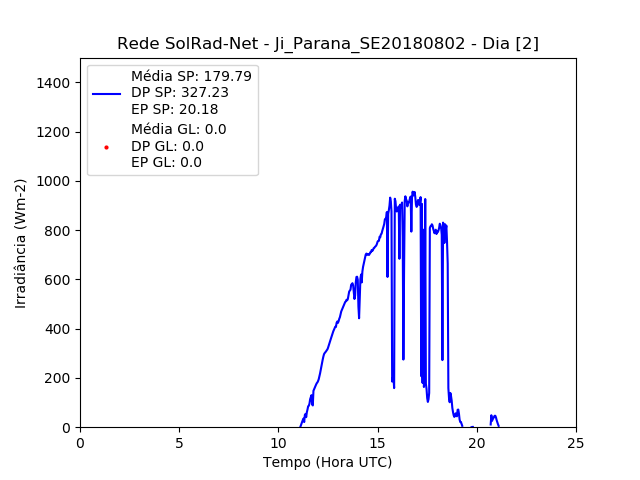 Rede SolRad-Net - Ji_Parana_SE20180802 - Dia [2]
Média SP: 179.79
DP SP: 327.23
EP SP: 20.18
Média GL: 0.0
DP GL: 0.0
EP GL: 0.0
1400
1200
1000
800
600
400
200
0
Irradiância (Wm-2)
0 5 10 15 20 25
Tempo (Hora UTC)